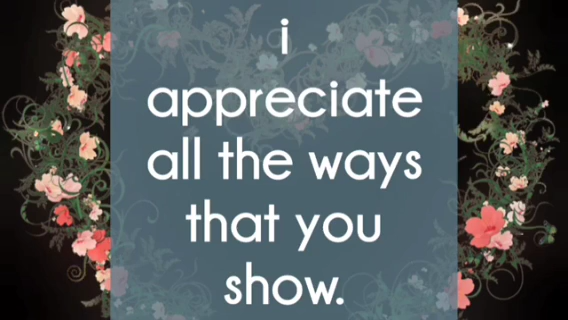 i
appreciate
all the ways
that you
show.